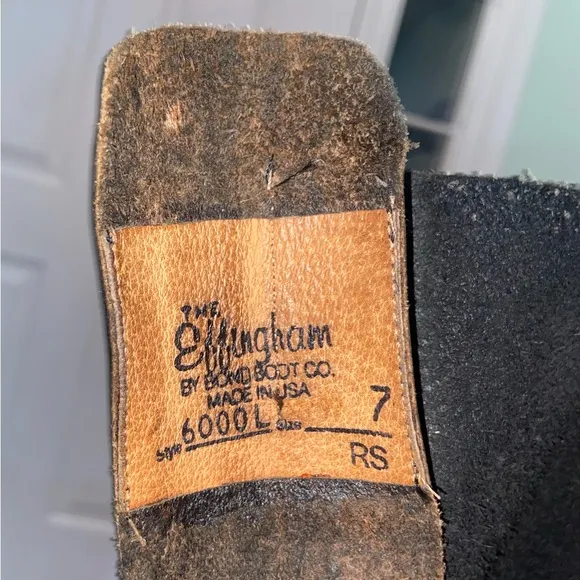 THE
Effingham
BY BOND BOOT CO.
MADE IN USA
Style 6000L Size 7
RS